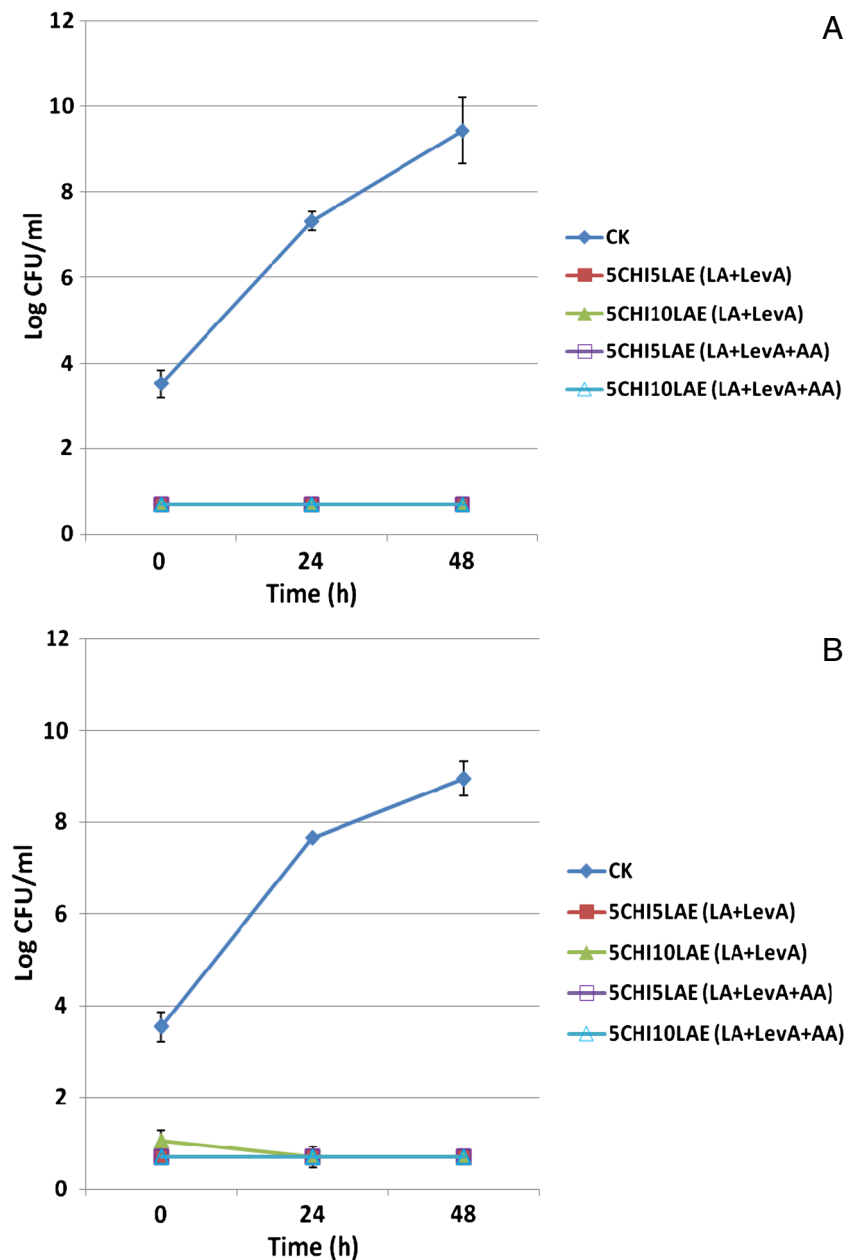 A
12
10
8
6
4
2
0
Log CFU/ml
0 24 48
Time (h)
CK
5CHI5LAE (LA+LevA)
5CHI10LAE (LA+LevA)
5CHI5LAE (LA+LevA+AA)
5CHI10LAE (LA+LevA+AA)
B
12
10
8
6
4
2
0
Log CFU/ml
0 24 48
Time (h)
CK
5CHI5LAE (LA+LevA)
5CHI10LAE (LA+LevA)
5CHI5LAE (LA+LevA+AA)
5CHI10LAE (LA+LevA+AA)